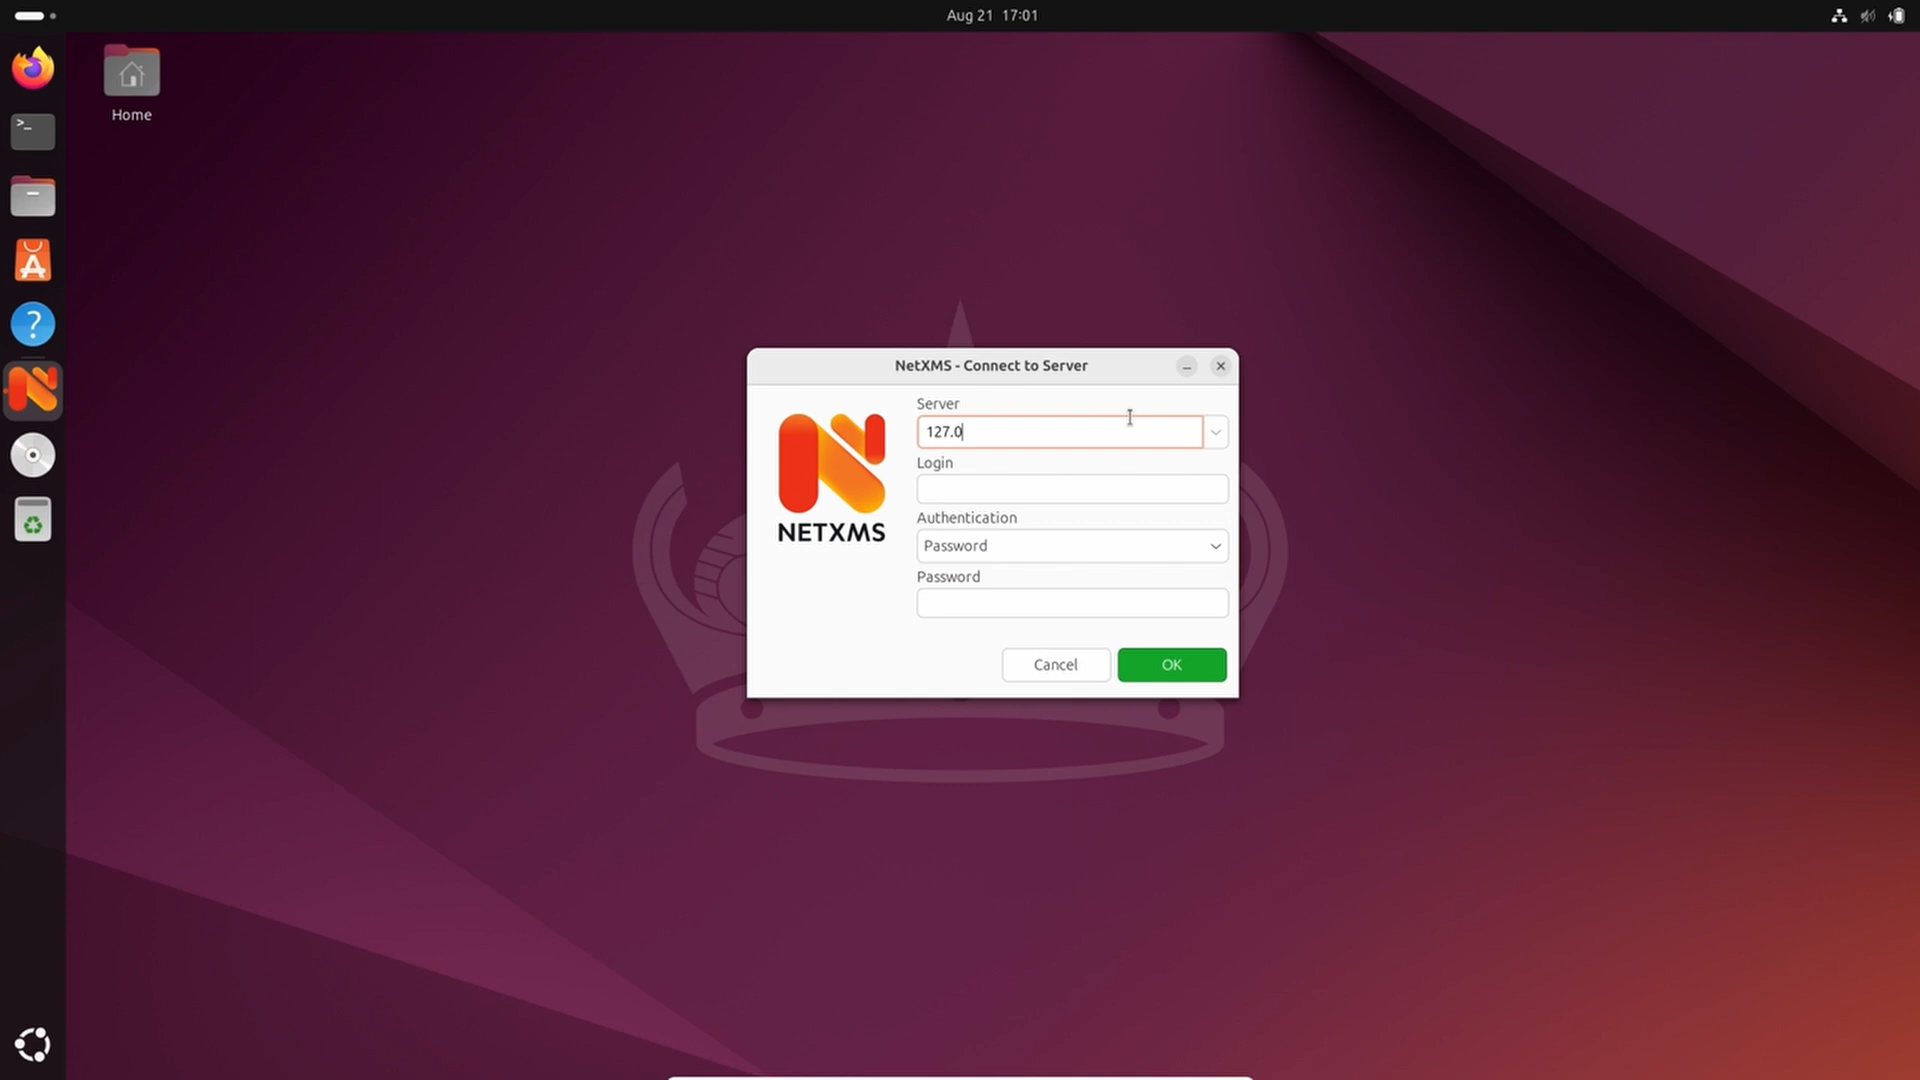 Aug 21 17:01
>_
Home
A
?
NetXMS - Connect to Server
Server
127.0
Login
Authentication
Password
Password
NETXMS
Cancel
OK